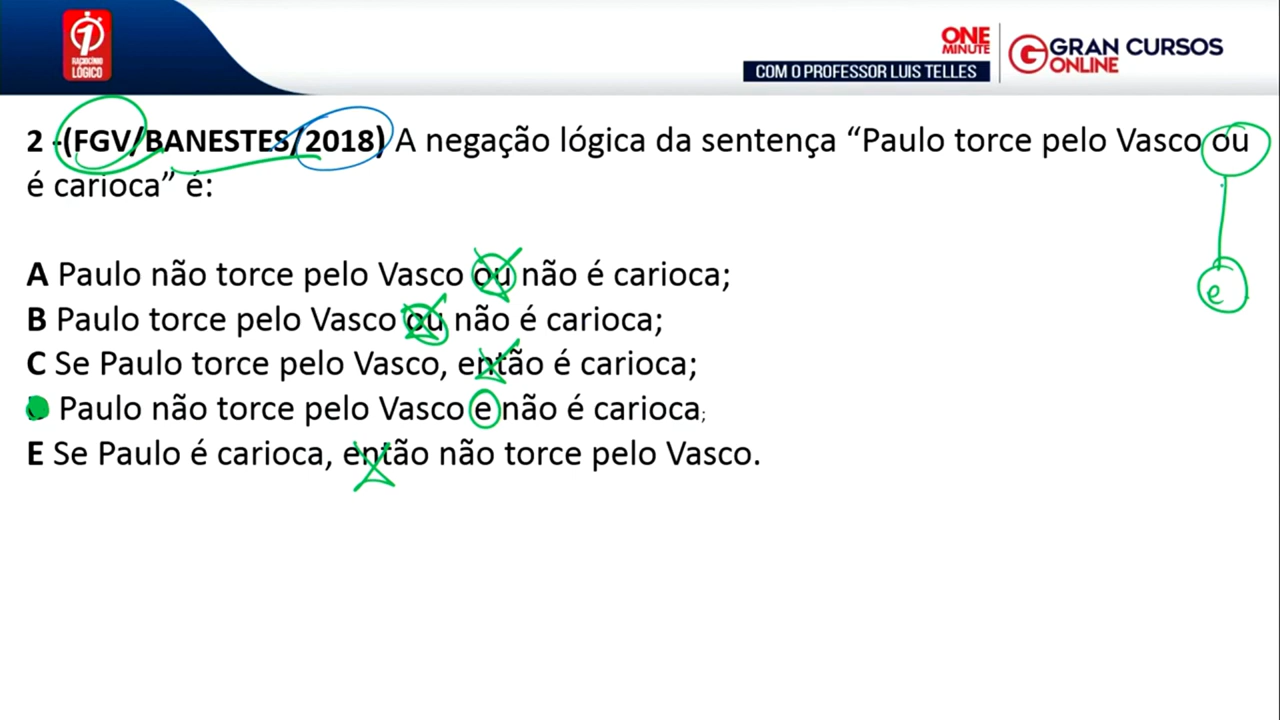 1
RACIOCÍNIO
LÓGICO
ONE
MINUTE
COM O PROFESSOR LUIS TELLES
GRAN CURSOS
ONLINE
2 -(FGV/BANESTES/2018) A negação lógica da sentença “Paulo torce pelo Vasco ou
é carioca” é:
e
A Paulo não torce pelo Vasco ou não é carioca;
B Paulo torce pelo Vasco ou não é carioca;
C Se Paulo torce pelo Vasco, então é carioca;
Paulo não torce pelo Vasco e não é carioca;
E Se Paulo é carioca, então não torce pelo Vasco.